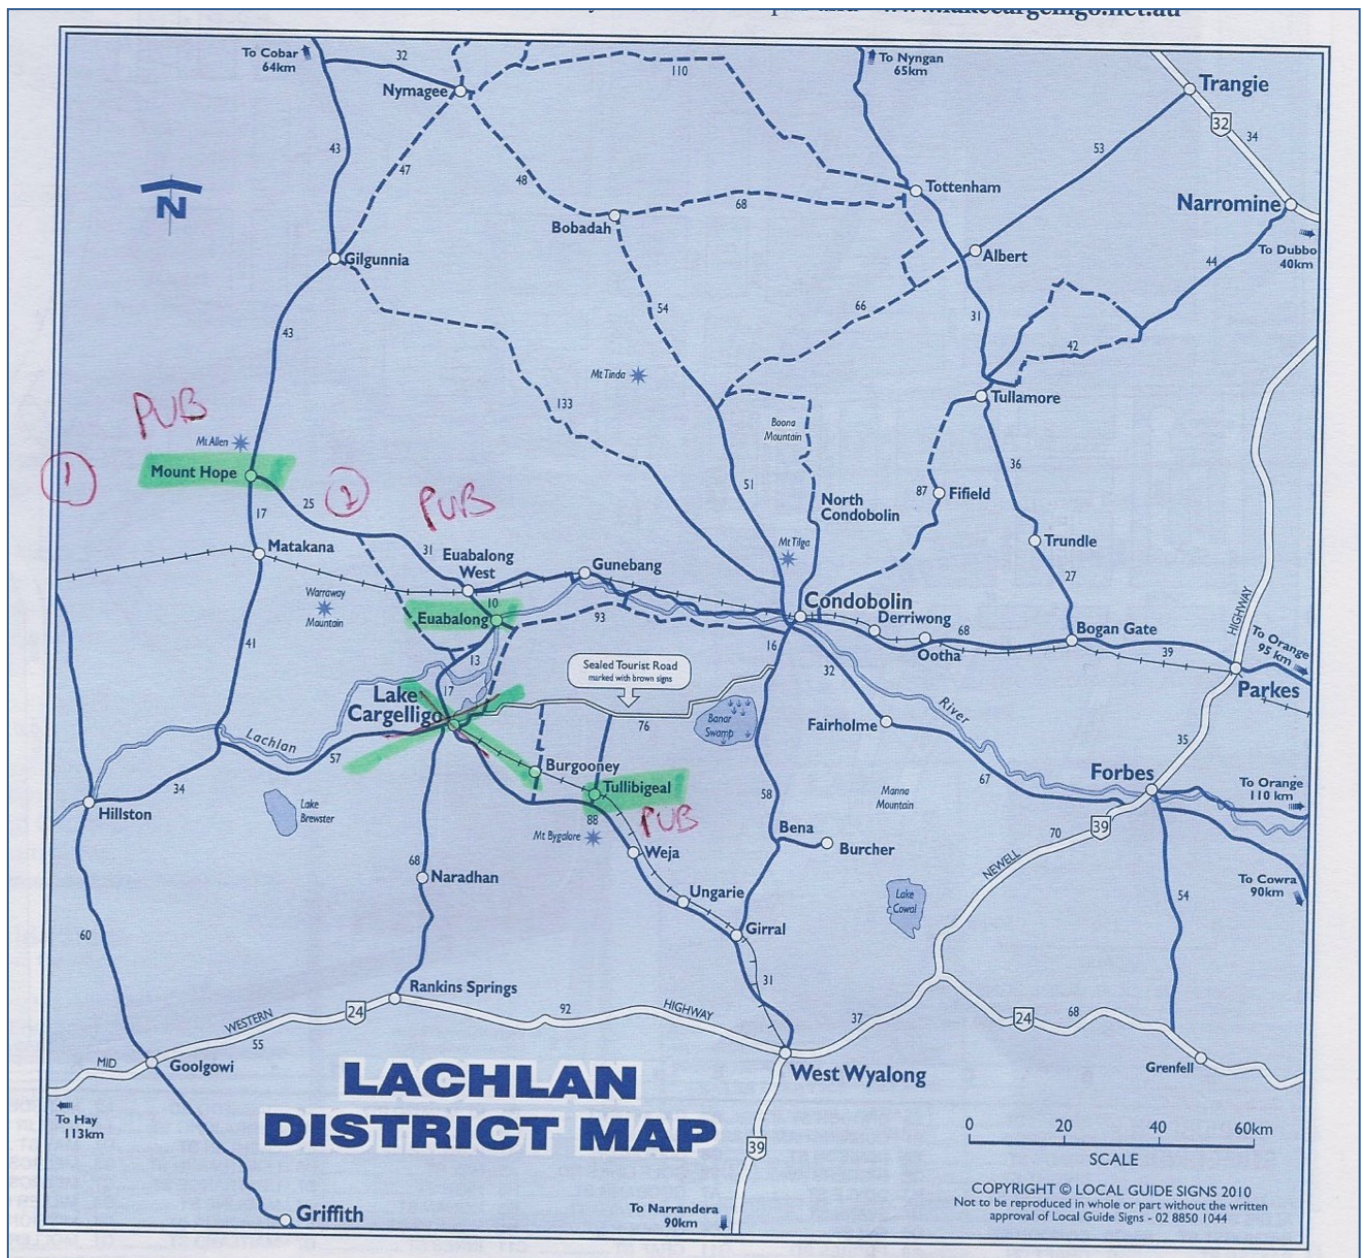 www.lakecargelligo.net.au
To Cobar
64km
32
Nymagee
110
To Nyngan
65km
Trangie
32
34
43
47
48
53
Tottenham
68
Narromine
N
Bobadah
To Dubbo
40km
Gilgunnia
Albert
44
54
66
31
43
42
Mt Tinda
133
Tullamore
PUB
Boona
Mountain
Mt Allen
Mount Hope
1
2
25
PUB
51
36
87
Fifield
North
Condobolin
17
Matakana
31
Euabalong
West
Gunebang
Mt Tilga
Trundle
27
Warraway
Mountain
10
Euabalong
93
Condobolin
Derriwong
68
Ootha
Bogan Gate
39
HIGHWAY
To Orange
95 km
Parkes
41
13
17
16
32
Sealed Tourist Road
marked with brown signs
Lake
Cargelligo
76
Banar
Swamp
Fairholme
River
Lachlan
57
35
34
Burgooney
Tullibigeal
Forbes
67
To Orange
110 km
Hillston
Lake
Brewster
88
PUB
58
Manna
Mountain
Mt Bygalore
Weja
Bena
Burcher
70
39
NEWELL
68
Naradhan
Ungarie
Lake
Cowal
To Cowra
90km
54
60
Girral
31
Rankins Springs
24
WESTERN
55
92
HIGHWAY
37
24
68
MID
Goolgowi
West Wyalong
Grenfell
To Hay
113km
LACHLAN
DISTRICT MAP
0 20 40 60km
SCALE
39
Griffith
To Narrandera
90km
COPYRIGHT © LOCAL GUIDE SIGNS 2010
Not to be reproduced in whole or part without the written
approval of Local Guide Signs - 02 8850 1044